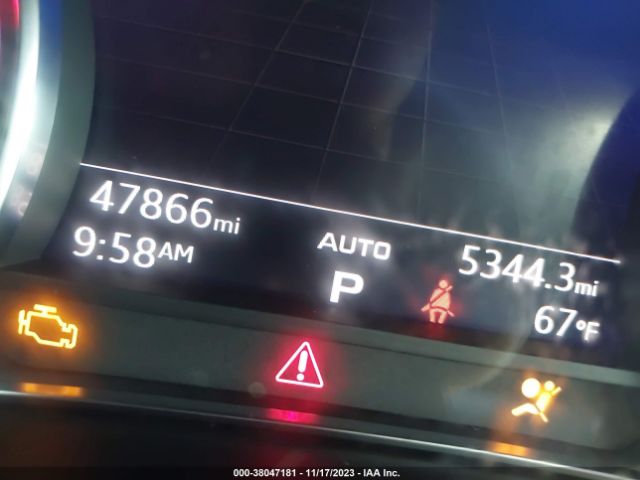 47866mi
9:58AM
AUTO
P
5344.3mi
67°F
000-38047181 - 11/17/2023 - IAA Inc.